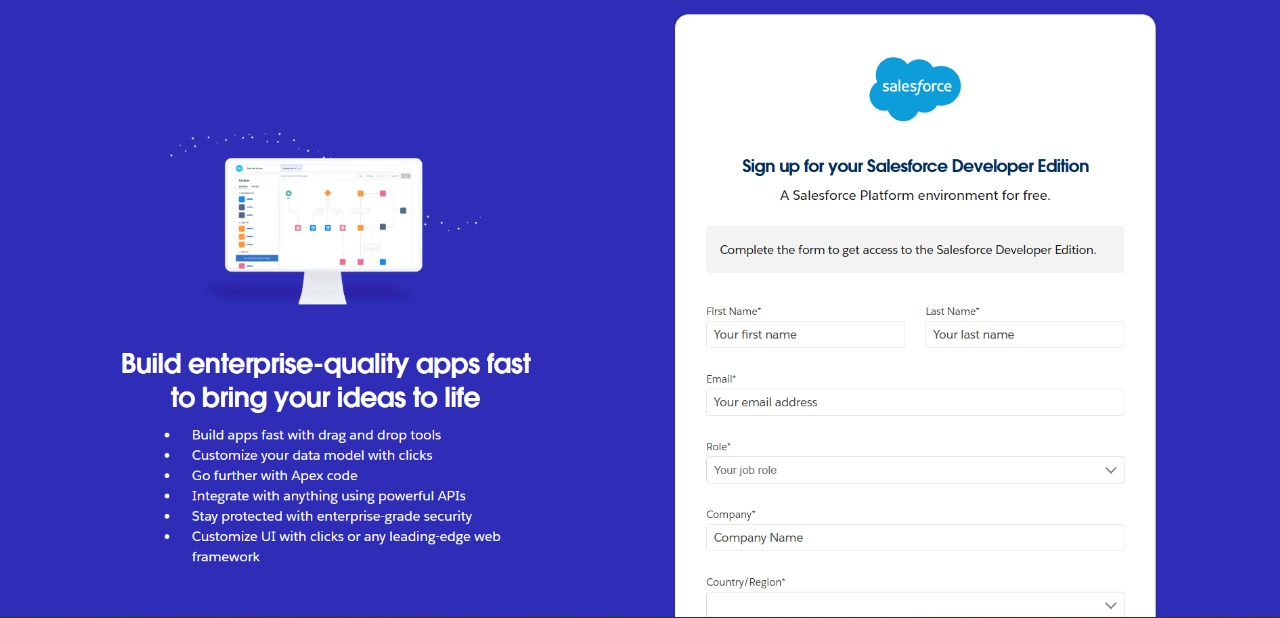 Build enterprise-quality apps fast
to bring your ideas to life
• Build apps fast with drag and drop tools
• Customize your data model with clicks
• Go further with Apex code
• Integrate with anything using powerful APIs
• Stay protected with enterprise-grade security
• Customize UI with clicks or any leading-edge web
framework
salesforce
Sign up for your Salesforce Developer Edition
A Salesforce Platform environment for free.
Complete the form to get access to the Salesforce Developer Edition.
First Name* Last Name*
Your first name Your last name
Email*
Your email address
Role*
Your job role
Company*
Company Name
Country/Region*